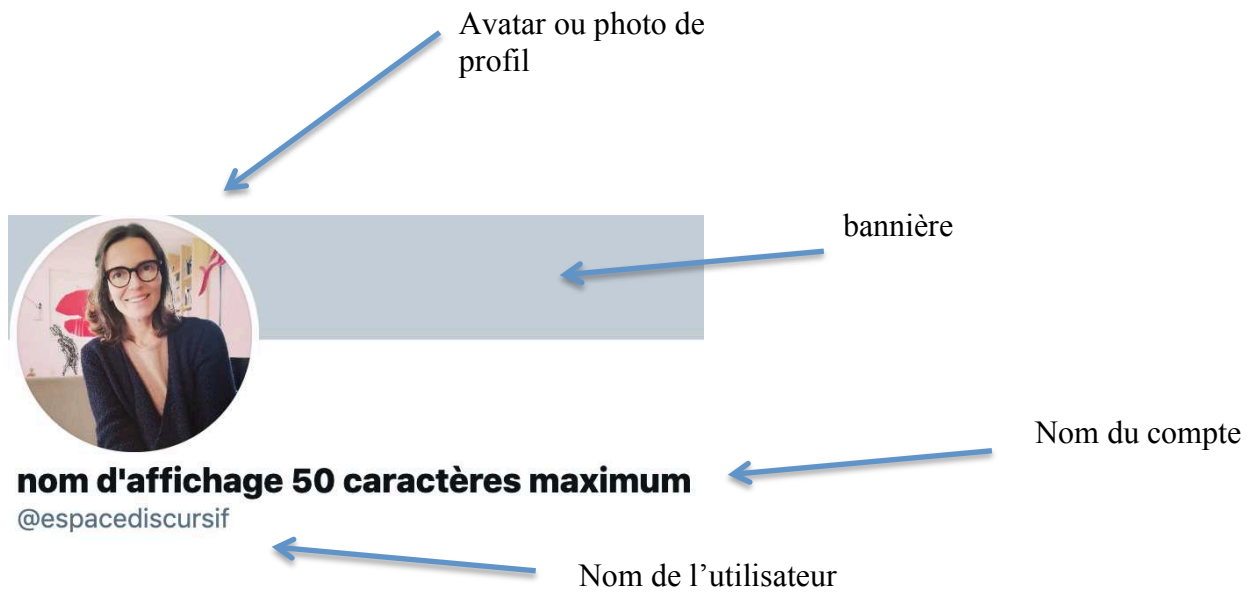 Avatar ou photo de
profil
bannière
Nom du compte
nom d'affichage 50 caractères maximum
@espacediscursif
Nom de l’utilisateur